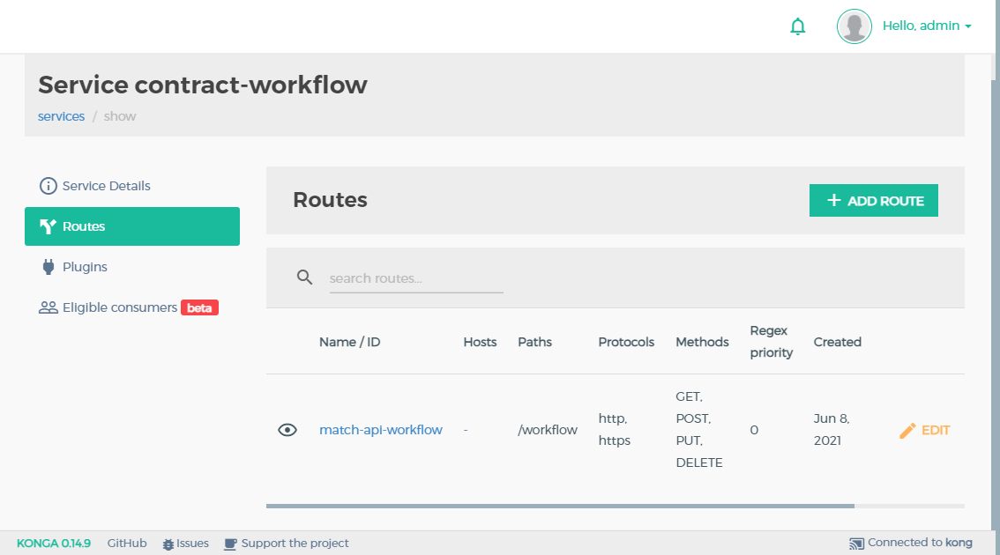 Hello, admin
Service contract-workflow
services / show
Service Details
Routes
Plugins
Eligible consumers beta
Routes
+ ADD ROUTE
search routes...
Name / ID Hosts Paths Protocols Methods Regex priority Created
match-api-workflow - /workflow http, https GET, POST, PUT, DELETE 0 Jun 8, 2021 EDIT
KONGA 0.14.9 GitHub Issues Support the project Connected to kong